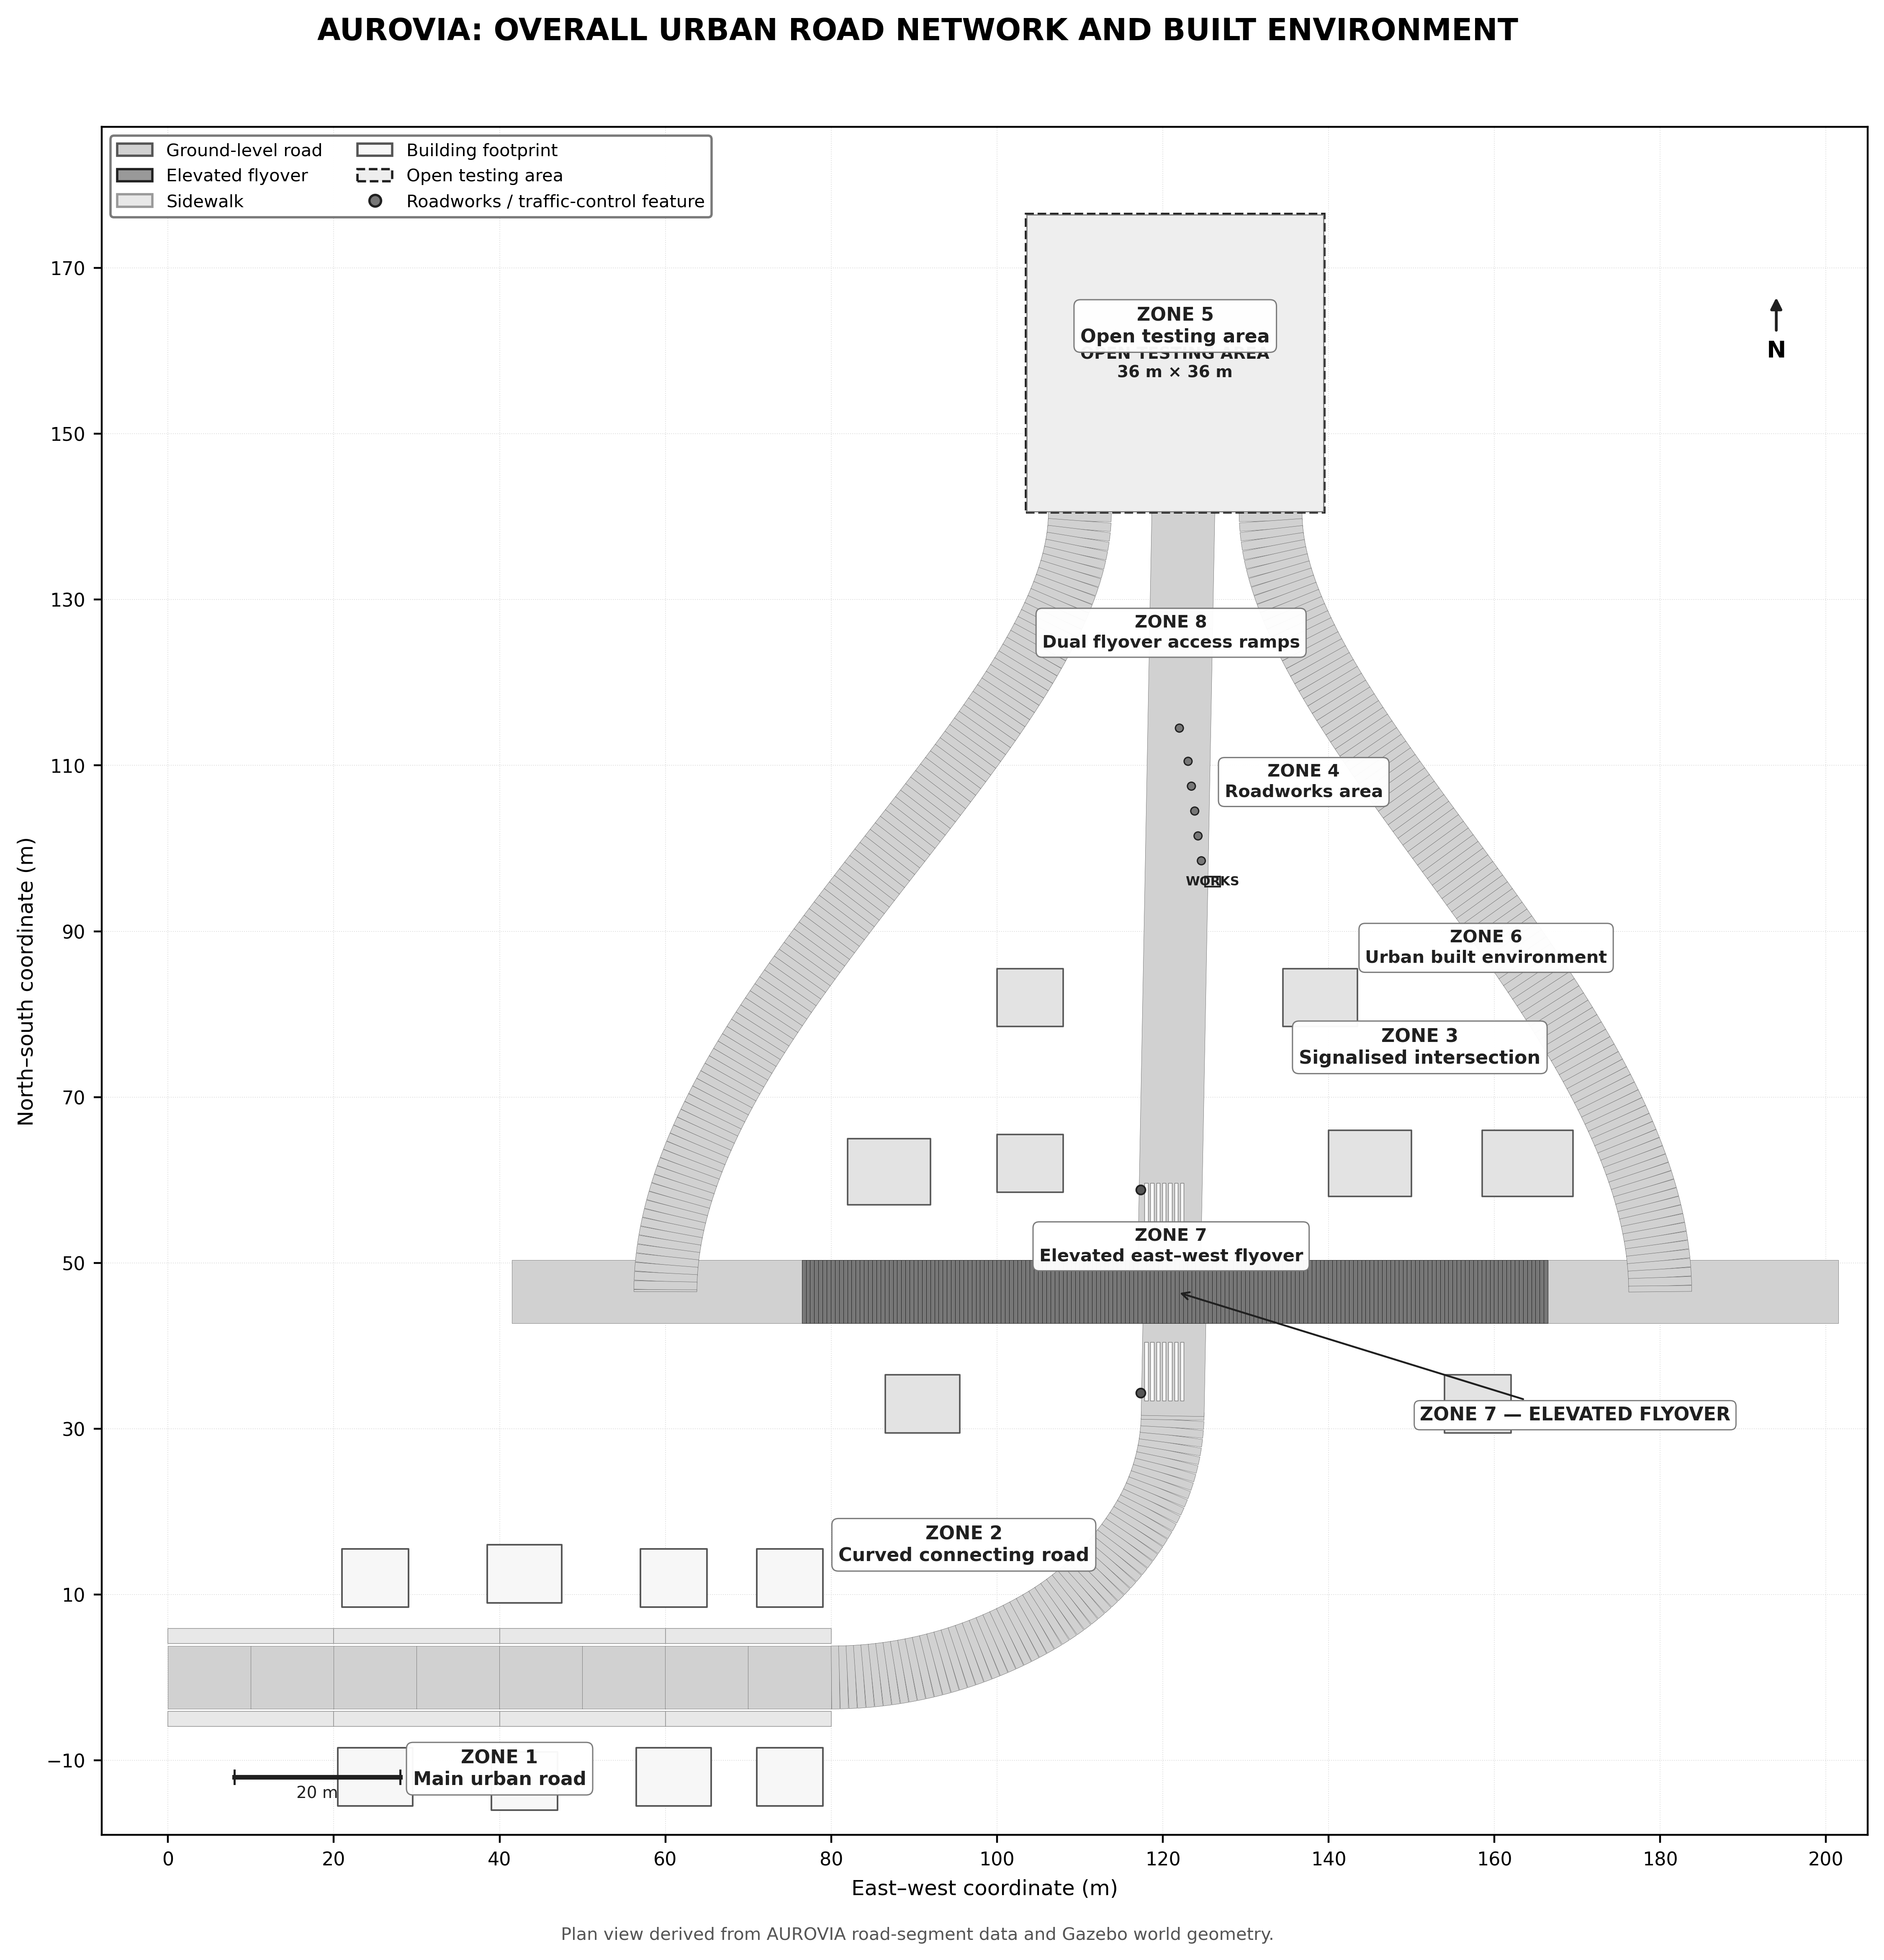 AUROVIA: OVERALL URBAN ROAD NETWORK AND BUILT ENVIRONMENT
Ground-level road
Elevated flyover
Sidewalk
Building footprint
Open testing area
Roadworks / traffic-control feature
N
ZONE 5
Open testing area
OPEN TESTING AREA
36 m × 36 m
ZONE 8
Dual flyover access ramps
ZONE 4
Roadworks area
WORKS
ZONE 6
Urban built environment
ZONE 3
Signalised intersection
ZONE 7
Elevated east–west flyover
ZONE 7 — ELEVATED FLYOVER
ZONE 2
Curved connecting road
ZONE 1
Main urban road
20 m
170
150
130
110
90
70
50
30
10
−10
North–south coordinate (m)
0
20
40
60
80
100
120
140
160
180
200
East–west coordinate (m)
Plan view derived from AUROVIA road-segment data and Gazebo world geometry.